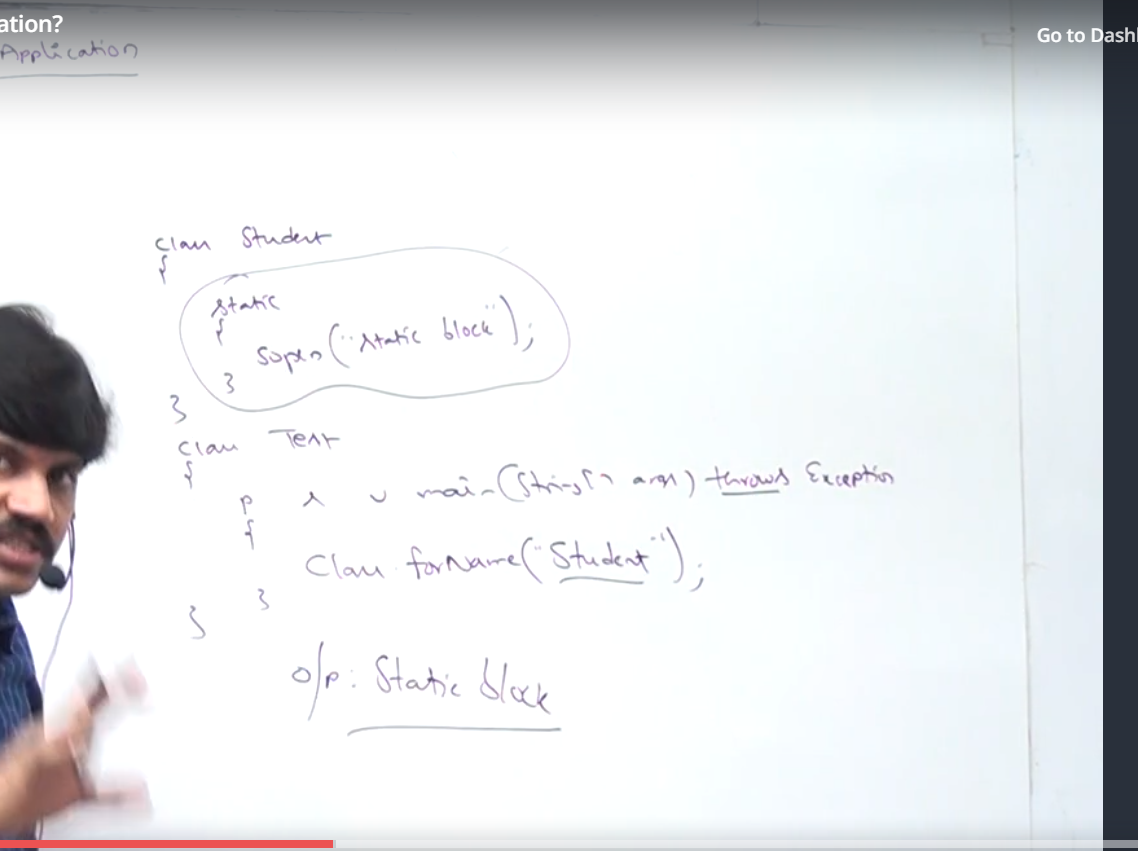 ation?
Go to Dashl
Application
class Student
{
static
{
sopln("static block");
}
}
class Test
{
p s v main(String[] args) throws Exception
{
Class.forName("Student");
}
}
o/p: Static block